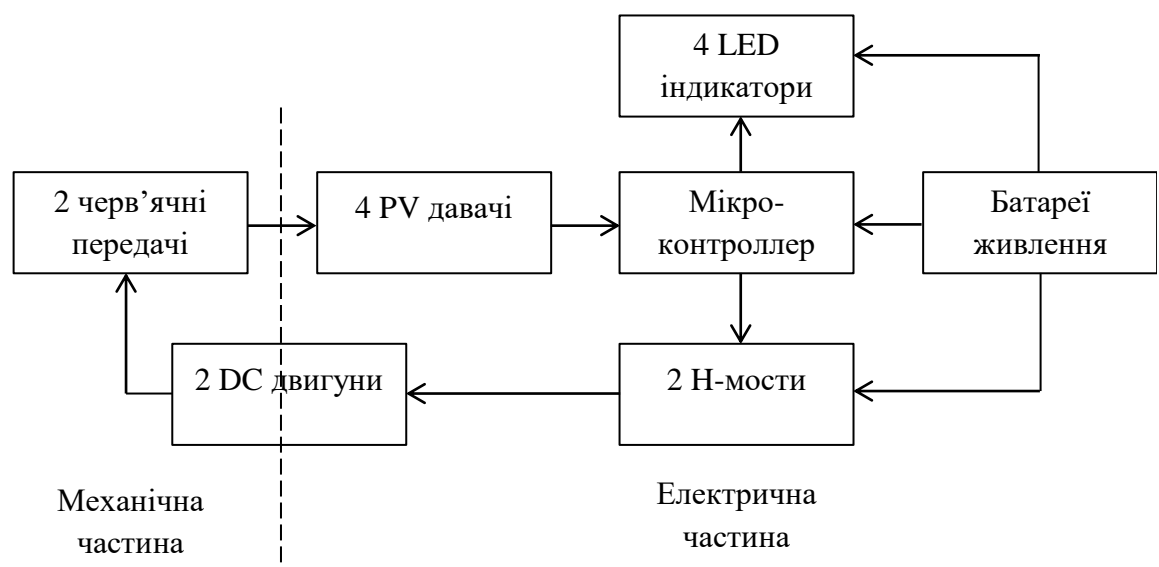 4 LED
індикатори
2 черв’ячні
передачі
4 PV давачі
Мікро-
контроллер
Батареї
живлення
2 DC двигуни
2 Н-мости
Механічна
частина
Електрична
частина